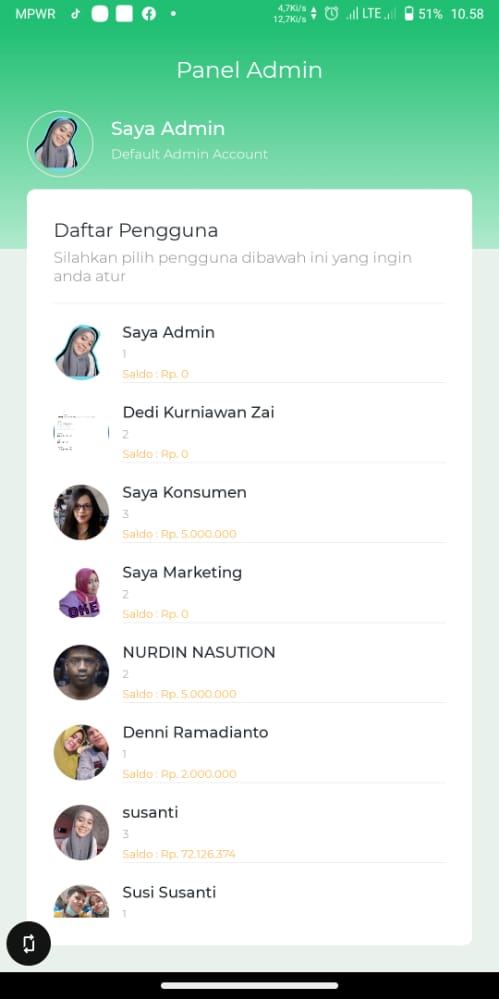 MPWR 4,7Ki/s LTE 51% 10.58
12,7Ki/s
Panel Admin
Saya Admin
Default Admin Account
Daftar Pengguna
Silahkan pilih pengguna dibawah ini yang ingin
anda atur
Saya Admin
1
Saldo : Rp. 0
Dedi Kurniawan Zai
2
Saldo : Rp. 0
Saya Konsumen
3
Saldo : Rp. 5.000.000
Saya Marketing
2
Saldo : Rp. 0
NURDIN NASUTION
2
Saldo : Rp. 5.000.000
Denni Ramadianto
1
Saldo : Rp. 2.000.000
susanti
3
Saldo : Rp. 72.126.374
Susi Susanti
1